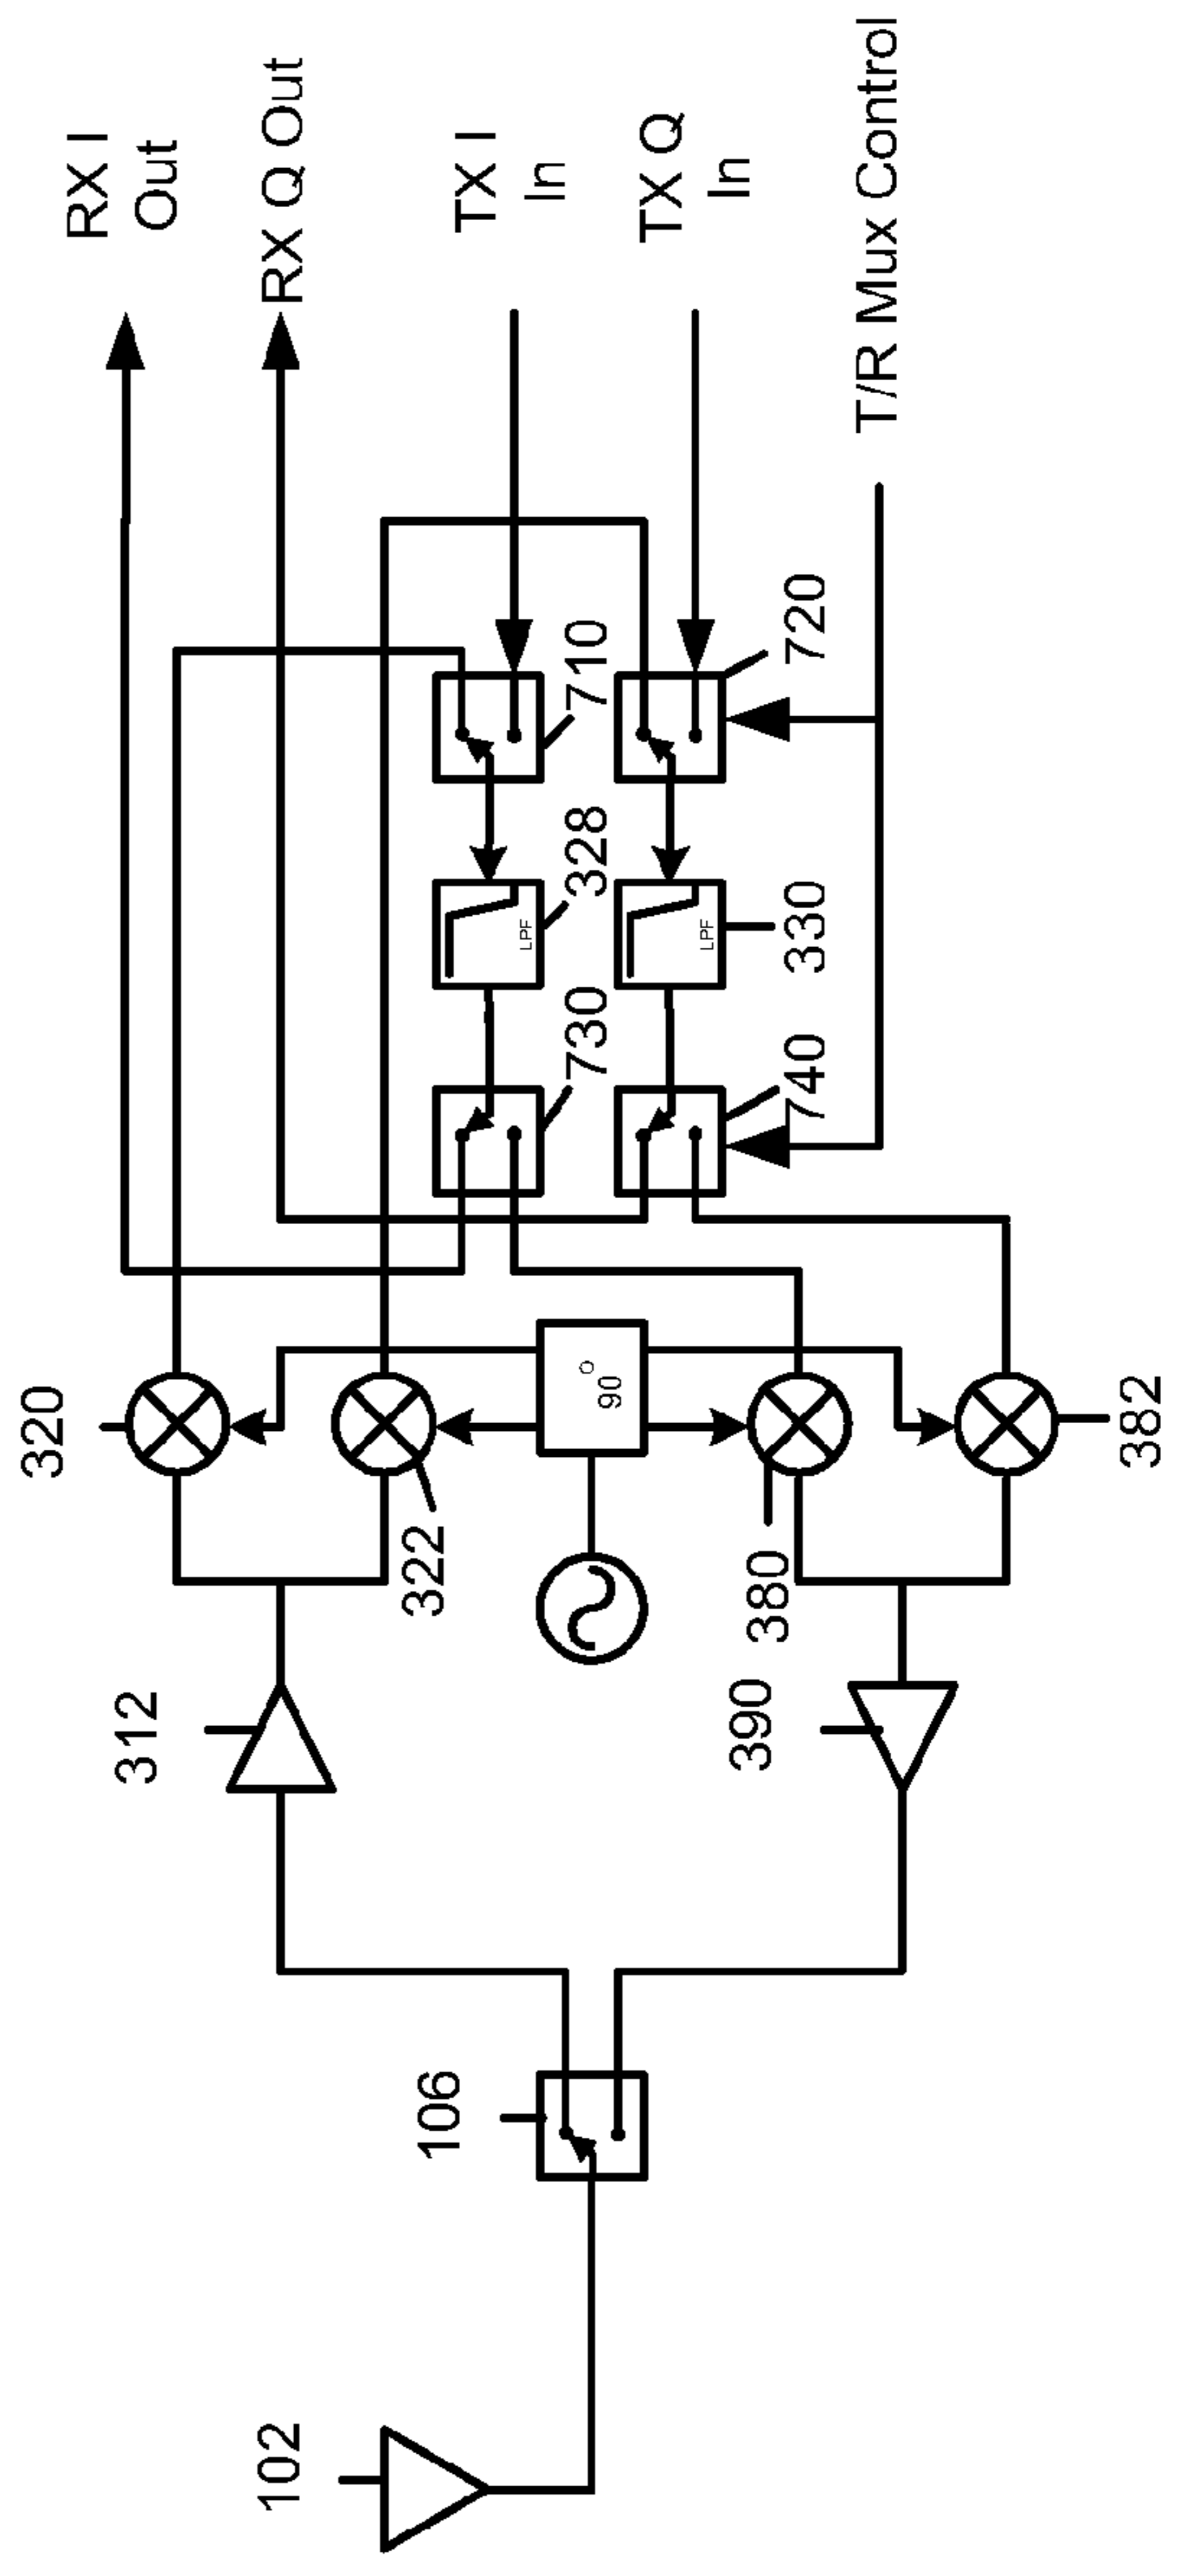 RX I
Out
RX Q Out
TX I
In
TX Q
In
T/R Mux Control
320
322
312
106
102
710
328
730
720
330
740
LPF
LPF
90°
380
382
390